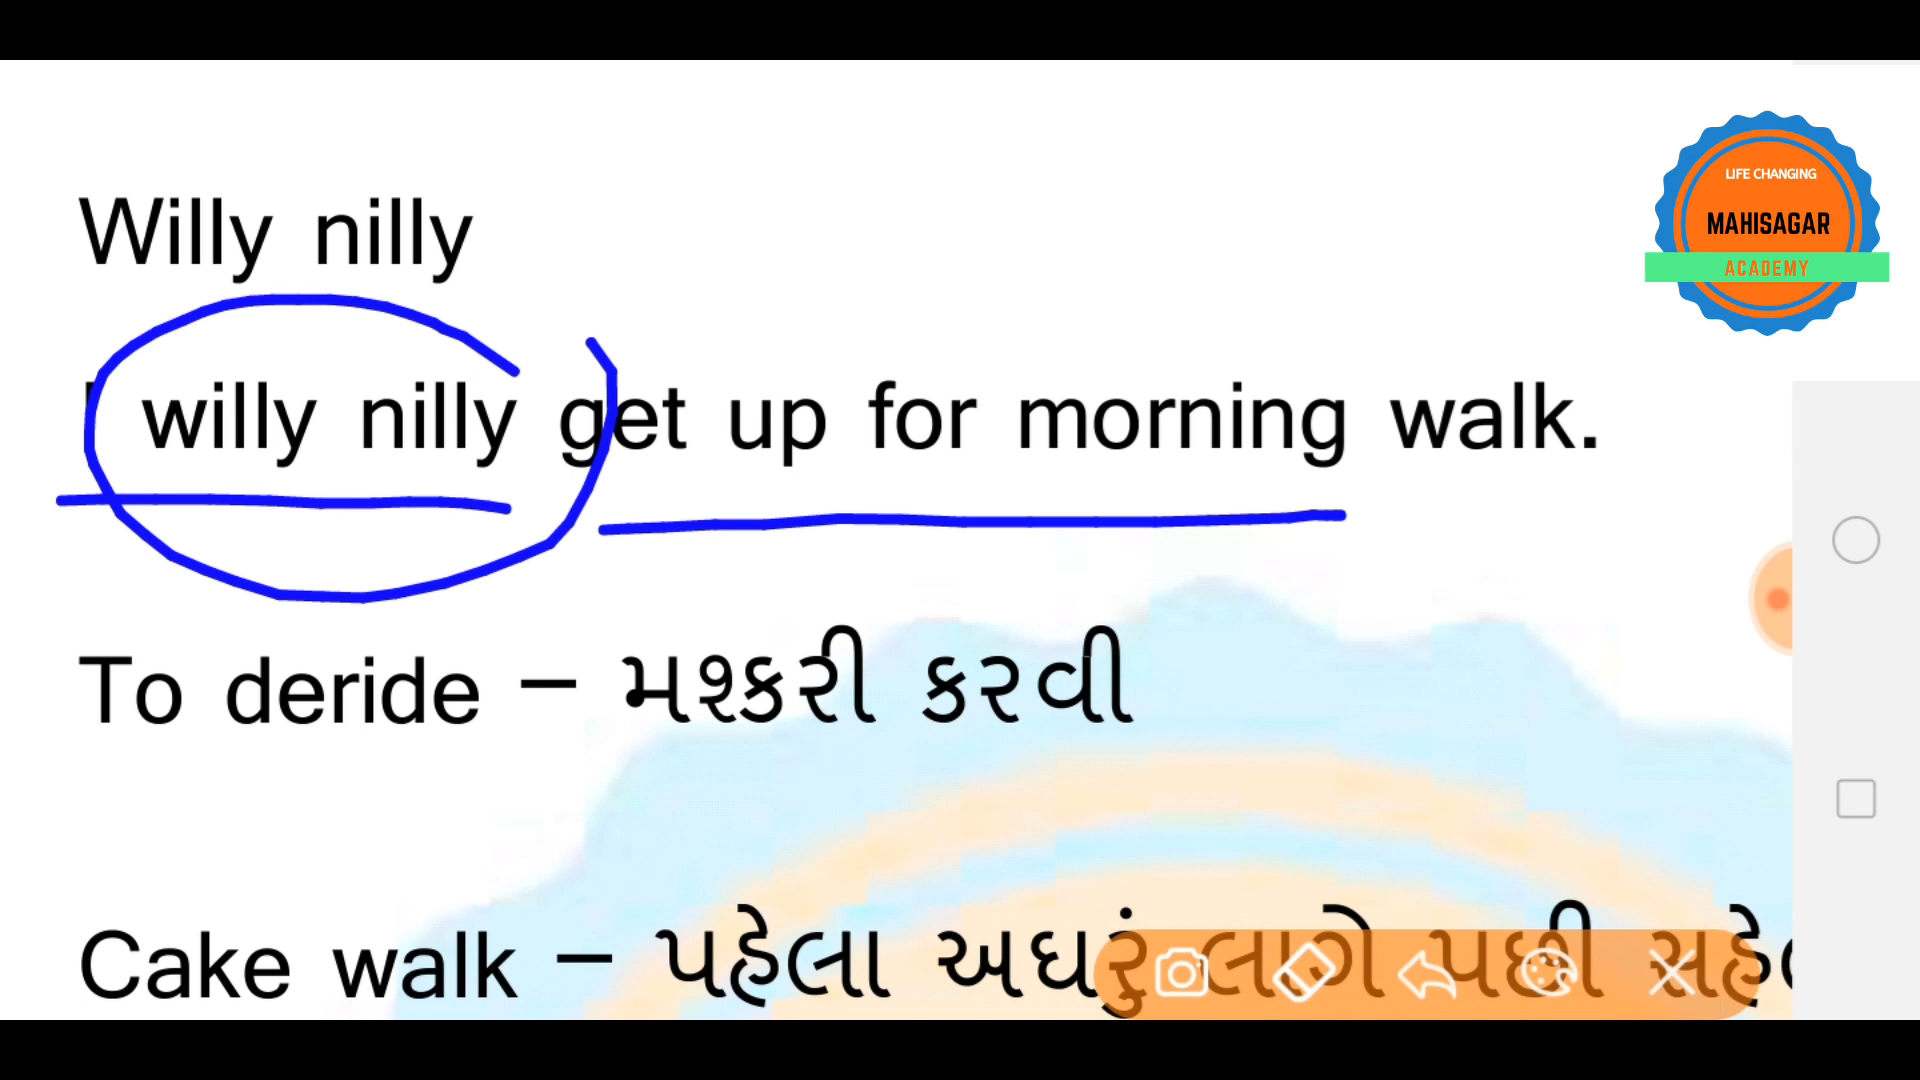 LIFE CHANGING
MAHISAGAR
ACADEMY
Willy nilly
I willy nilly get up for morning walk.
To deride – મશ્કરી કરવી
Cake walk – પહેલા અઘરું લાગે પછી